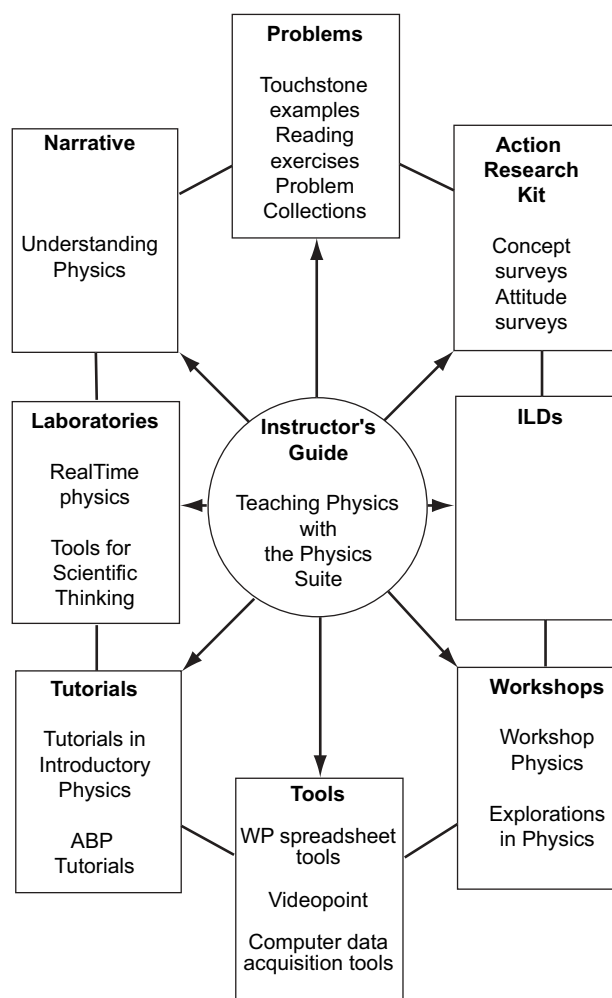 Problems
Touchstone
examples
Reading
exercises
Problem
Collections
Narrative
Understanding
Physics
Action
Research
Kit
Concept
surveys
Attitude
surveys
Laboratories
RealTime
physics
Tools for
Scientific
Thinking
Instructor's
Guide
Teaching Physics
with
the Physics
Suite
ILDs
Tutorials
Tutorials in
Introductory
Physics
ABP
Tutorials
Tools
WP spreadsheet
tools
Videopoint
Computer data
acquisition tools
Workshops
Workshop
Physics
Explorations
in Physics